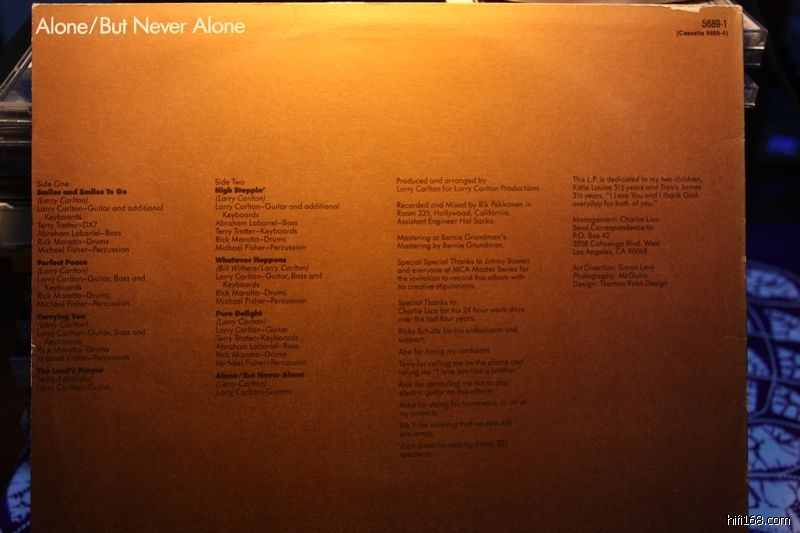 Alone/But Never Alone
5689-1
(Cassette 5689-4)
Side One
Smiles and Smiles To Go
(Larry Carlton)
Larry Carlton–Guitar and additional
Keyboards
Terry Trotter–DX7
Abraham Laboriel–Bass
Rick Marotta–Drums
Michael Fisher–Percussion
Perfect Peace
(Larry Carlton)
Larry Carlton–Guitar, Bass and
Keyboards
Rick Marotta–Drums
Michael Fisher–Percussion
Carrying You
(Larry Carlton)
Larry Carlton–Guitar, Bass and
Keyboards
Rick Marotta–Drums
Michael Fisher–Percussion
The Lord's Prayer
(Albert Malotte)
Larry Carlton–Guitar
Side Two
High Steppin'
(Larry Carlton)
Larry Carlton–Guitar and additional
Keyboards
Abraham Laboriel–Bass
Terry Trotter–Keyboards
Rick Marotta–Drums
Michael Fisher–Percussion
Whatever Happens
(Bill Withers/Larry Carlton)
Larry Carlton–Guitar, Bass and
Keyboards
Rick Marotta–Drums
Michael Fisher–Percussion
Pure Delight
(Larry Carlton)
Larry Carlton–Guitar
Terry Trotter–Keyboards
Abraham Laboriel–Bass
Rick Marotta–Drums
Michael Fisher–Percussion
Alone/But Never Alone
(Larry Carlton)
Larry Carlton–Guitars
Produced and arranged by
Larry Carlton for Larry Carlton Productions.
Recorded and Mixed by Rik Pekkonen in
Room 335, Hollywood, California.
Assistant Engineer Hal Sacks.
Mastering at Bernie Grundman's.
Mastering by Bernie Grundman.
Special Special Thanks to Jimmy Bowen
and everyone at MCA Master Series for
the invitation to record this album with
no creative stipulations.
Special Thanks to:
Charlie Lico for his 24 hour work days
over the last four years.
Ricky Schultz for his enthusiasm and
support.
Abe for being my confidant.
Terry for calling me on the phone and
telling me "I love you like a brother."
Rick for reminding me not to play
electric guitar on this album.
Mike for doing his homework on all of
my projects.
Rik P. for insisting that we rent API
pre-amps.
speakers.
This L.P. is dedicated to my two children,
Katie Louise 5½ years and Travis James
3½ years, "I Love You and I thank God
everyday for both of you."
Management: Charlie Lico
Send Correspondence to:
P.O. Box 42
3208 Cahuenga Blvd. West
Los Angeles, CA 90068
Art Direction: Simon Levy
Photography: McGuire
Design: Thomas Ryan Design
hifi168.com